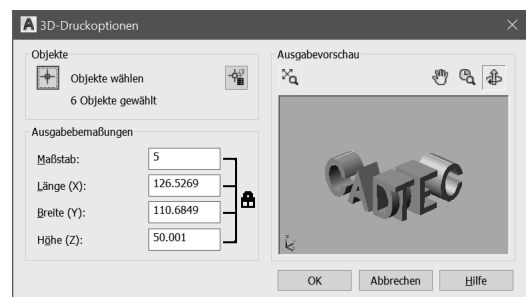 A 3D-Druckoptionen
Objekte
Objekte wählen
6 Objekte gewählt
Ausgabebemaßungen
Maßstab: 5
Länge (X): 126.5269
Breite (Y): 110.6849
Höhe (Z): 50.001
Ausgabevorschau
CADTEC
OK Abbrechen Hilfe